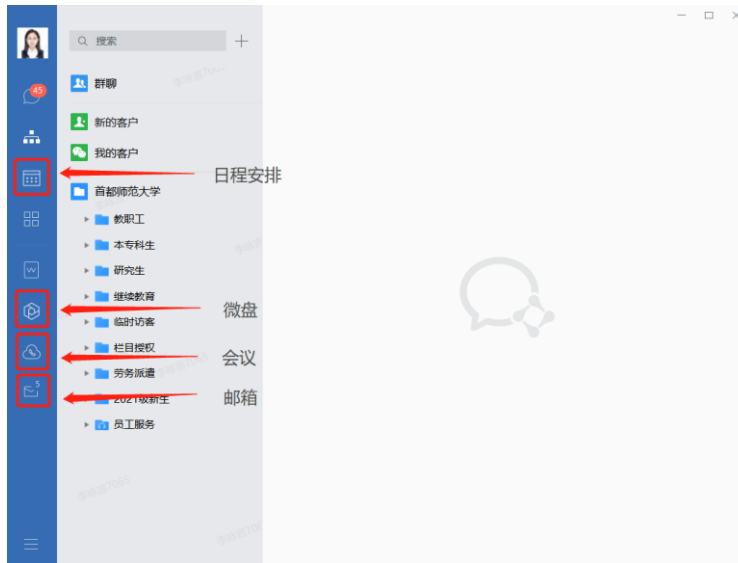 搜索
45
群聊
新的客户
我的客户
日程安排
首都师范大学
教职工
本专科生
研究生
继续教育
微盘
临时访客
栏目授权
会议
劳务派遣
5
2021级新生
邮箱
员工服务